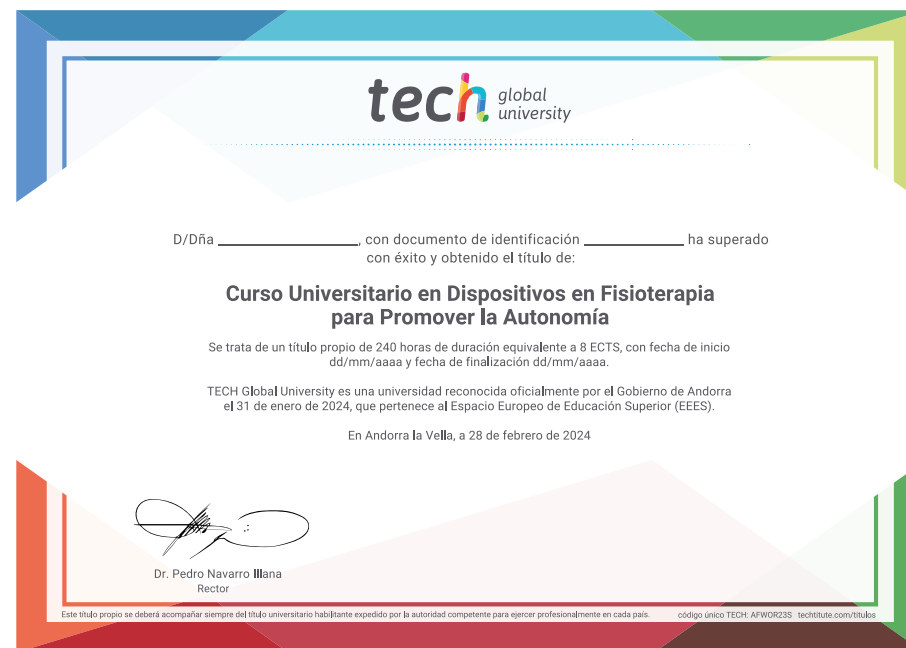 tech global university
D/Dña , con documento de identificación ha superado
con éxito y obtenido el título de:
Curso Universitario en Dispositivos en Fisioterapia
para Promover la Autonomía
Se trata de un título propio de 240 horas de duración equivalente a 8 ECTS, con fecha de inicio
dd/mm/aaaa y fecha de finalización dd/mm/aaaa.
TECH Global University es una universidad reconocida oficialmente por el Gobierno de Andorra
el 31 de enero de 2024, que pertenece al Espacio Europeo de Educación Superior (EEES).
En Andorra la Vella, a 28 de febrero de 2024
Dr. Pedro Navarro Illana
Rector
Este título propio se deberá acompañar siempre del título universitario habilitante expedido por la autoridad competente para ejercer profesionalmente en cada país.
código único TECH: AFWOR23S techtitute.com/titulos